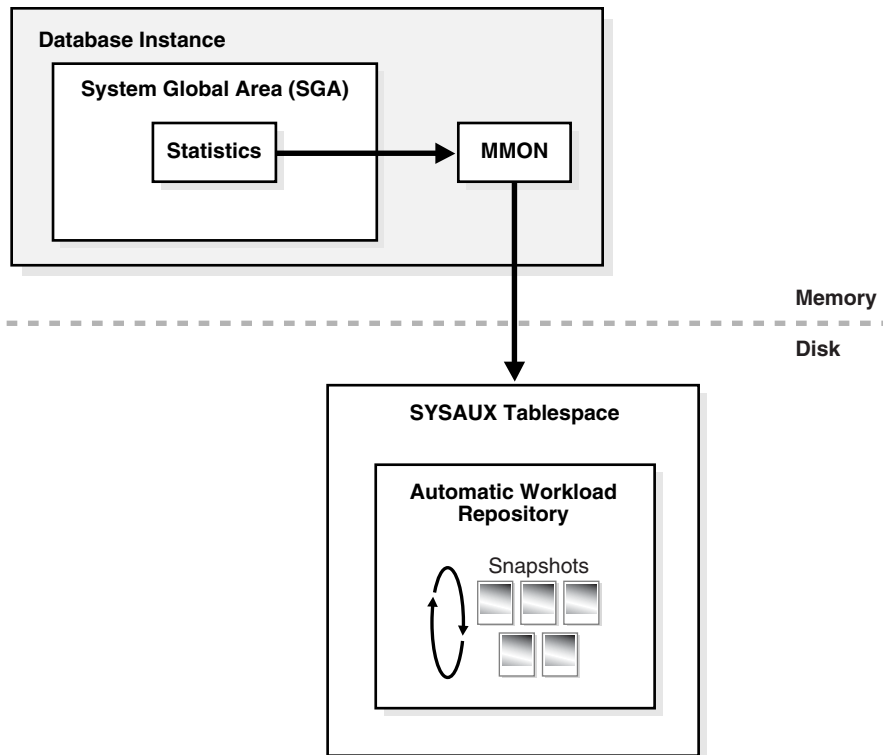 Database Instance
System Global Area (SGA)
Statistics
MMON
Memory
Disk
SYSAUX Tablespace
Automatic Workload
Repository
Snapshots